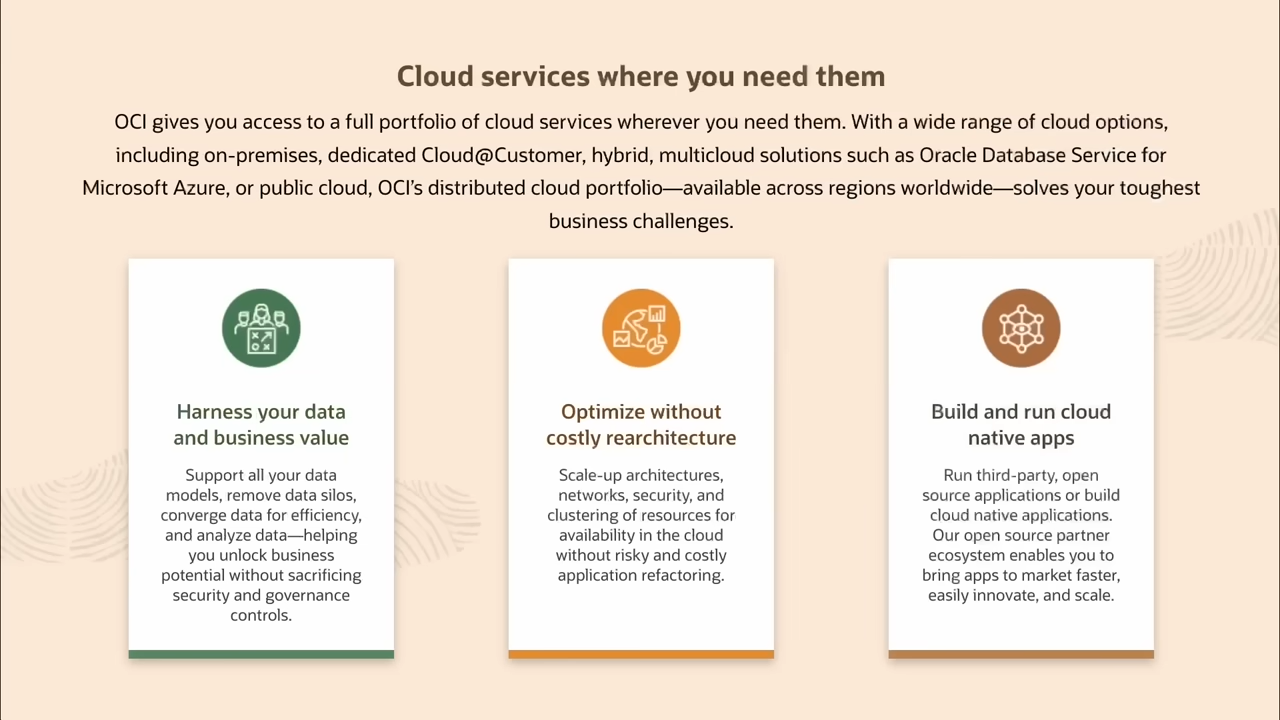 Cloud services where you need them
OCI gives you access to a full portfolio of cloud services wherever you need them. With a wide range of cloud options,
including on-premises, dedicated Cloud@Customer, hybrid, multicloud solutions such as Oracle Database Service for
Microsoft Azure, or public cloud, OCI's distributed cloud portfolio—available across regions worldwide—solves your toughest
business challenges.
Harness your data
and business value
Support all your data
models, remove data silos,
converge data for efficiency,
and analyze data—helping
you unlock business
potential without sacrificing
security and governance
controls.
Optimize without
costly rearchitecture
Scale-up architectures,
networks, security, and
clustering of resources for
availability in the cloud
without risky and costly
application refactoring.
Build and run cloud
native apps
Run third-party, open
source applications or build
cloud native applications.
Our open source partner
ecosystem enables you to
bring apps to market faster,
easily innovate, and scale.